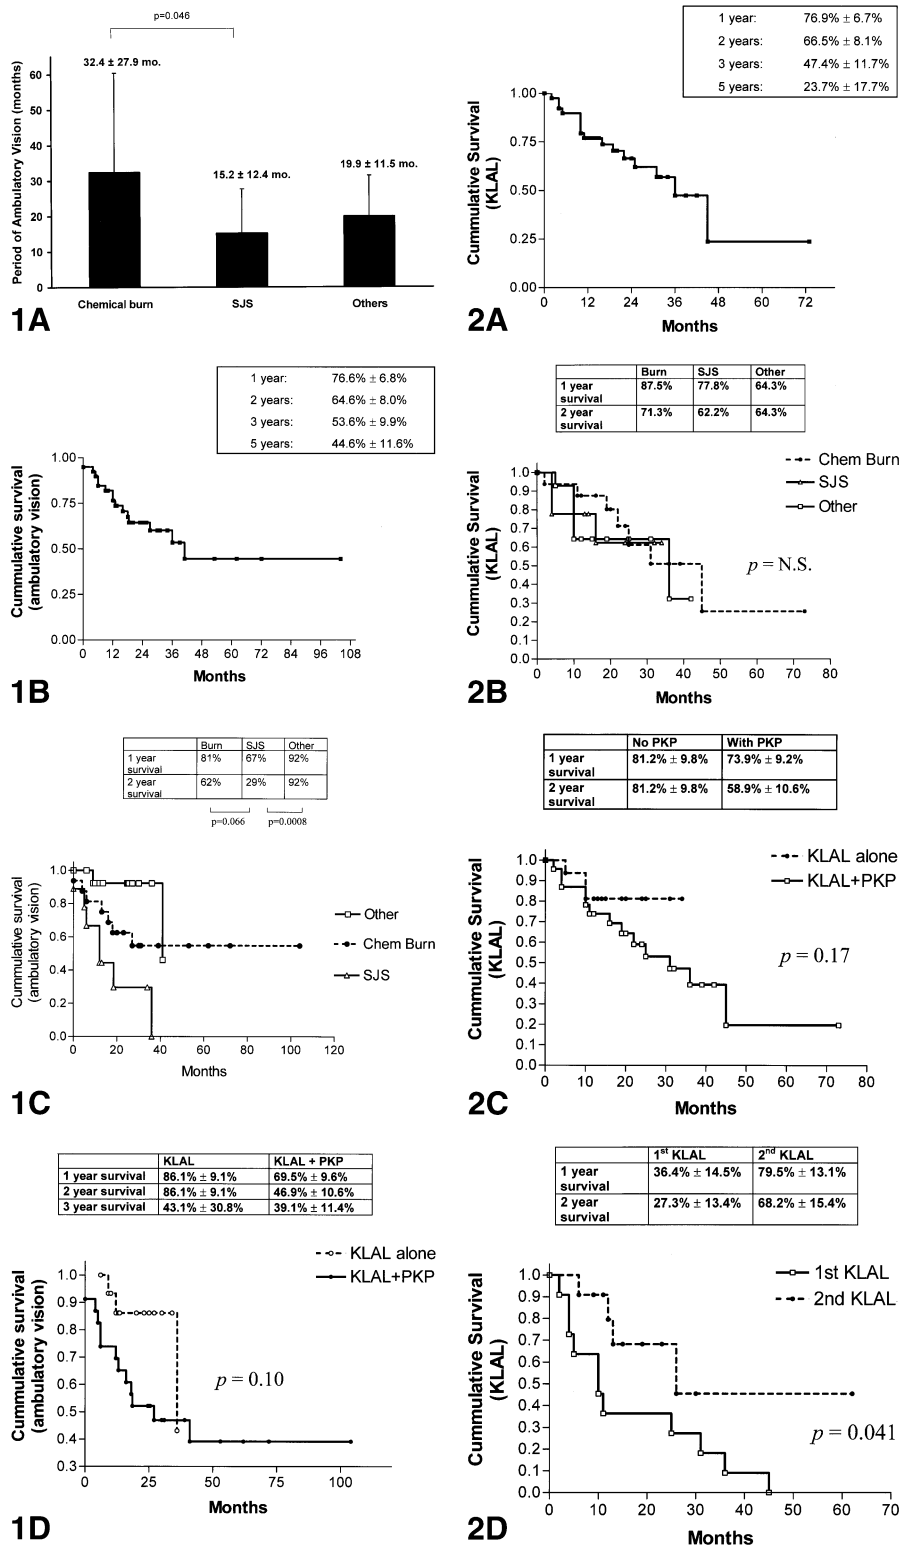 p=0.046
32.4 ± 27.9 mo.
15.2 ± 12.4 mo.
19.9 ± 11.5 mo.
Period of Ambulatory Vision (months)
60
50
40
30
20
10
0
Chemical burn SJS Others
1A
1 year: 76.9% ± 6.7%
2 years: 66.5% ± 8.1%
3 years: 47.4% ± 11.7%
5 years: 23.7% ± 17.7%
Cummulative Survival
(KLAL)
1.00
0.75
0.50
0.25
0.00
0 12 24 36 48 60 72
Months
2A
1 year: 76.6% ± 6.8%
2 years: 64.6% ± 8.0%
3 years: 53.6% ± 9.9%
5 years: 44.6% ± 11.6%
Cummulative survival
(ambulatory vision)
1.00
0.75
0.50
0.25
0.00
0 12 24 36 48 60 72 84 96 108
Months
1B
Burn SJS Other
1 year survival 87.5% 77.8% 64.3%
2 year survival 71.3% 62.2% 64.3%
Chem Burn
SJS
Other
Cummulative Survival
(KLAL)
1.0
0.9
0.8
0.7
0.6
0.5
0.4
0.3
0.2
0.1
0.0
p = N.S.
0 10 20 30 40 50 60 70 80
Months
2B
Burn SJS Other
1 year survival 81% 67% 92%
2 year survival 62% 29% 92%
p=0.066 p=0.0008
Cummulative survival
(ambulatory vision)
1.0
0.8
0.6
0.4
0.2
0.0
Other
Chem Burn
SJS
0 20 40 60 80 100 120
Months
1C
No PKP With PKP
1 year survival 81.2% ± 9.8% 73.9% ± 9.2%
2 year survival 81.2% ± 9.8% 58.9% ± 10.6%
KLAL alone
KLAL+PKP
Cummulative Survival
(KLAL)
1.0
0.9
0.8
0.7
0.6
0.5
0.4
0.3
0.2
0.1
0.0
p = 0.17
0 10 20 30 40 50 60 70 80
Months
2C
KLAL KLAL + PKP
1 year survival 86.1% ± 9.1% 69.5% ± 9.6%
2 year survival 86.1% ± 9.1% 46.9% ± 10.6%
3 year survival 43.1% ± 30.8% 39.1% ± 11.4%
KLAL alone
KLAL+PKP
Cummulative survival
(ambulatory vision)
1.0
0.9
0.8
0.7
0.6
0.5
0.4
0.3
p = 0.10
0 25 50 75 100
Months
1D
1st KLAL 2nd KLAL
1 year survival 36.4% ± 14.5% 79.5% ± 13.1%
2 year survival 27.3% ± 13.4% 68.2% ± 15.4%
1st KLAL
2nd KLAL
Cummulative Survival
(KLAL)
1.0
0.9
0.8
0.7
0.6
0.5
0.4
0.3
0.2
0.1
0.0
p = 0.041
0 10 20 30 40 50 60 70
Months
2D